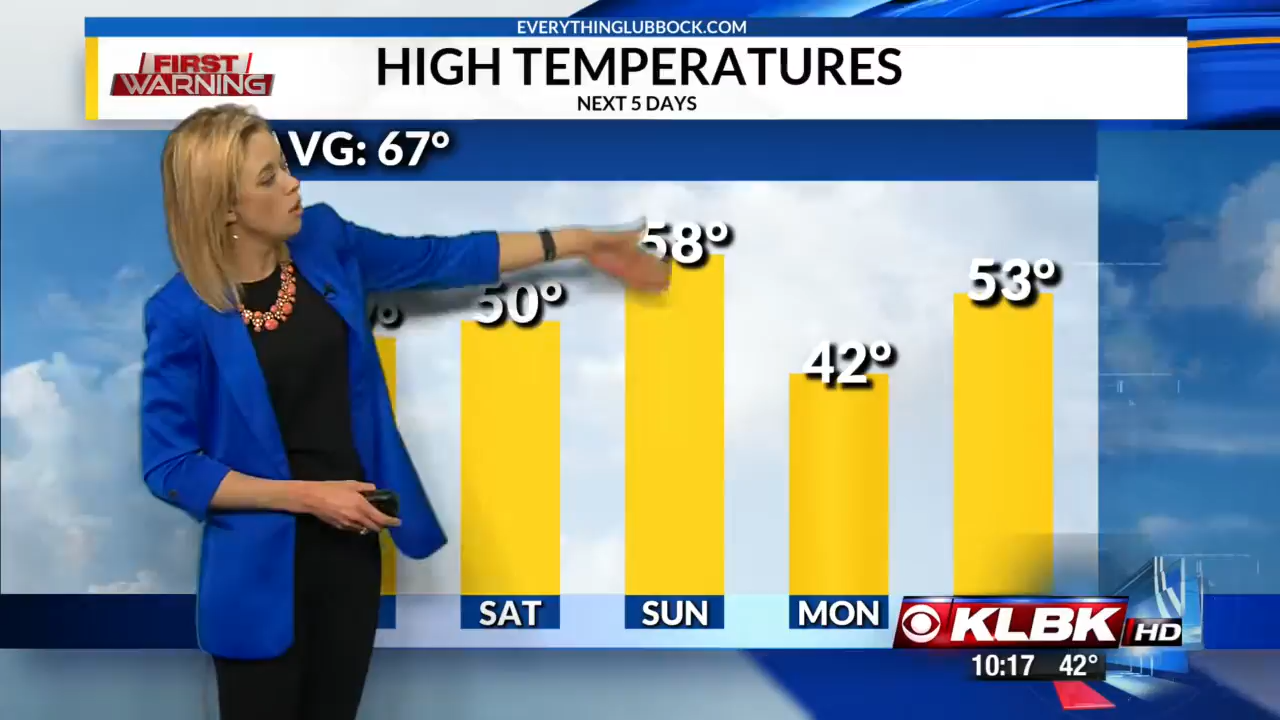 EVERYTHINGLUBBOCK.COM
FIRST
WARNING
HIGH TEMPERATURES
NEXT 5 DAYS
VG: 67°
50°
58°
42°
53°
SAT
SUN
MON
KLBK HD
10:17 42°